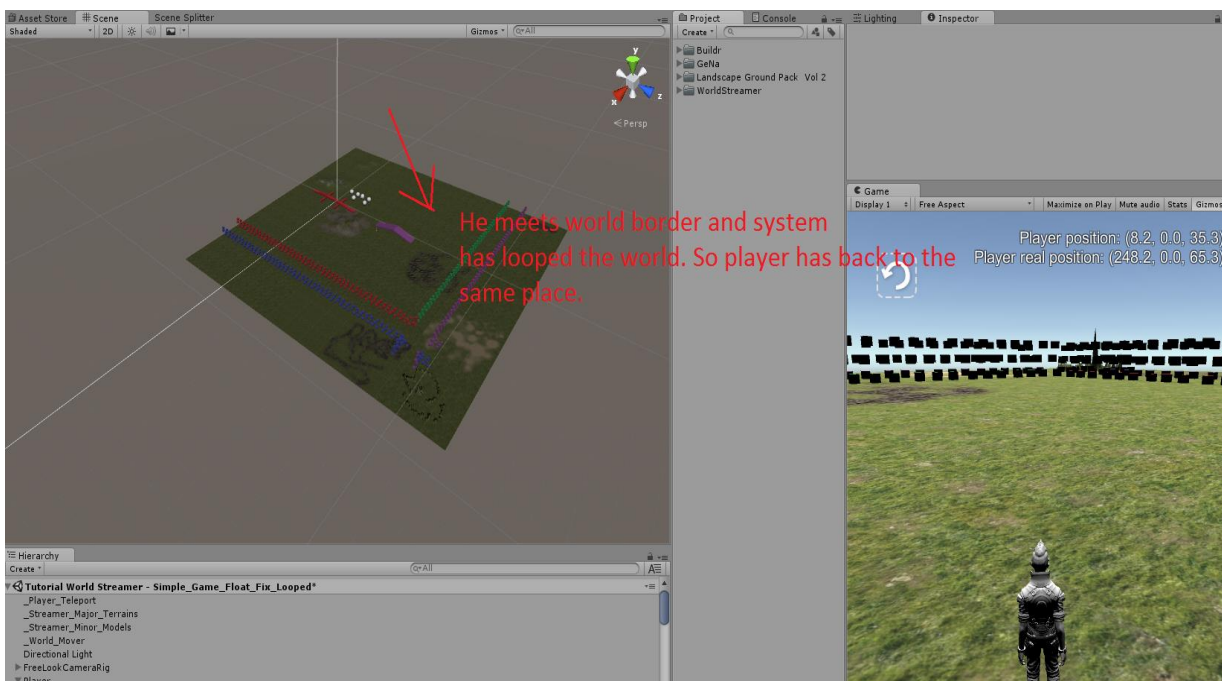 Asset Store
Scene
Scene Splitter
Project
Console
Lighting
Inspector
Shaded
2D
Gizmos
All
Create
Buildr
GeNa
Landscape Ground Pack Vol 2
WorldStreamer
y
x
z
Persp
He meets world border and system
has looped the world. So player has back to the
same place.
Game
Display 1
Free Aspect
Maximize on Play
Mute audio
Stats
Gizmos
Player position: (8.2, 0.0, 35.3)
Player real position: (248.2, 0.0, 65.3)
Hierarchy
Create
All
Tutorial World Streamer - Simple_Game_Float_Fix_Looped*
_Player_Teleport
_Streamer_Major_Terrains
_Streamer_Minor_Models
_World_Mover
Directional Light
FreeLookCameraRig
Player